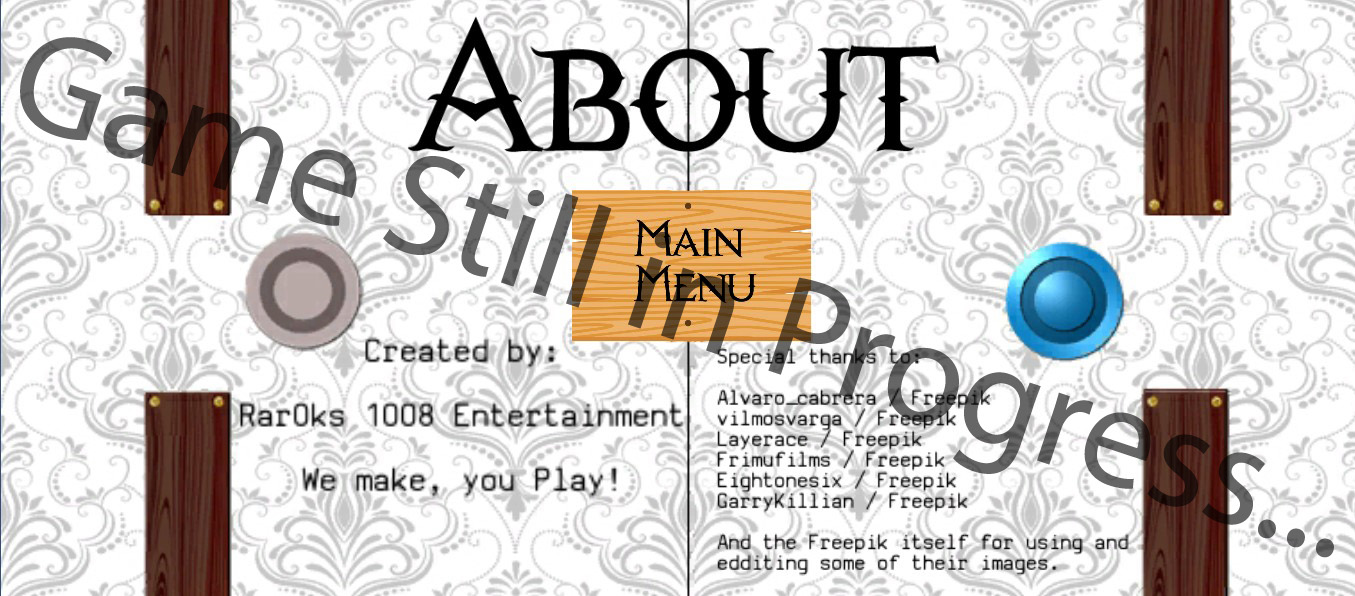 About
Game Still in Progress...
Main
Menu
Created by:
RarOks 1008 Entertainment
We make, you Play!
Special thanks to:
Alvaro_cabrera / Freepik
vilmosvarga / Freepik
Layerace / Freepik
Frimufilms / Freepik
Eightonesix / Freepik
GarryKillian / Freepik
And the Freepik itself for using and
edditing some of their images.